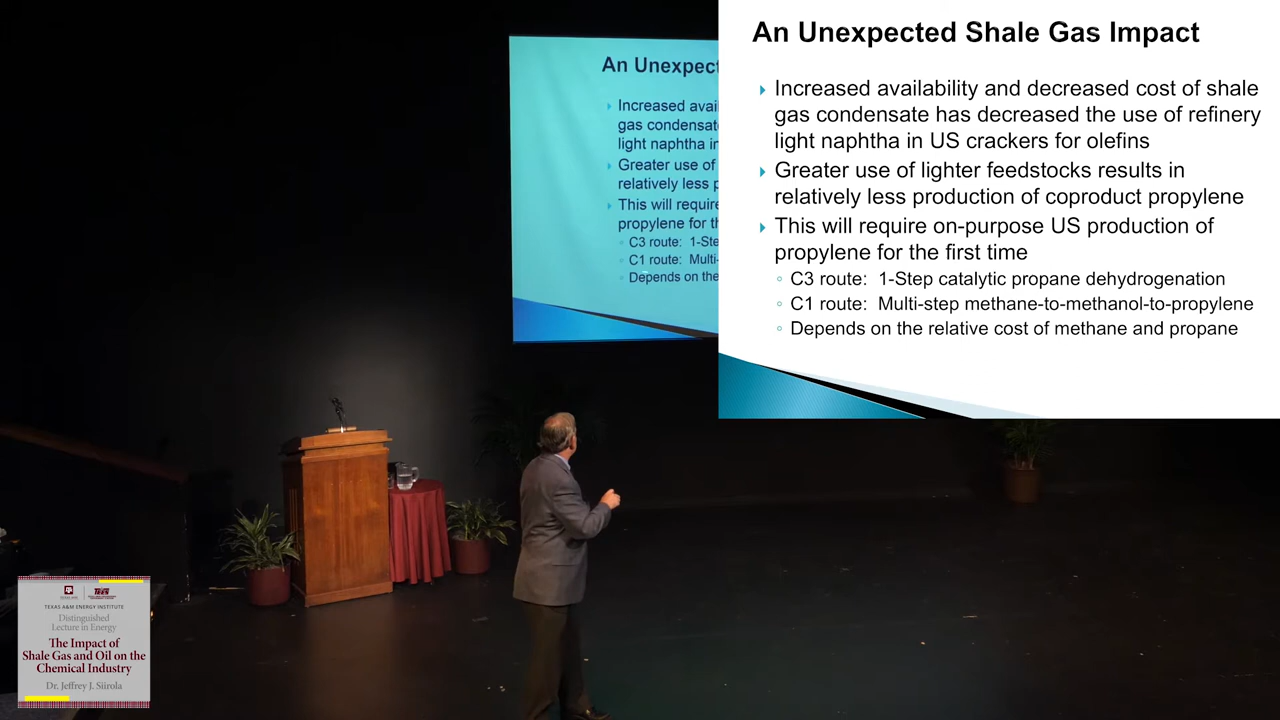 An Unexpected Shale Gas Impact
Increased availability and decreased cost of shale
gas condensate has decreased the use of refinery
light naphtha in US crackers for olefins
Greater use of lighter feedstocks results in
relatively less production of coproduct propylene
This will require on-purpose US production of
propylene for the first time
C3 route: 1-Step catalytic propane dehydrogenation
C1 route: Multi-step methane-to-methanol-to-propylene
Depends on the relative cost of methane and propane
An Unexpect
Increased avai
gas condensate
light naphtha in
Greater use of
relatively less p
This will require
propylene for th
C3 route: 1-Ste
C1 route: Multi-
Depends on the
TEXAS A&M ENERGY INSTITUTE
Distinguished
Lecture in Energy
The Impact of
Shale Gas and Oil on the
Chemical Industry
Dr. Jeffrey J. Siirola